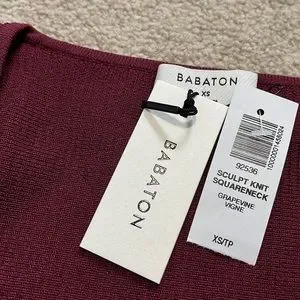 BABATON
XS
BABATON
92536
SCULPT KNIT
SQUARENECK
GRAPEVINE
VIGNE
XS/TP